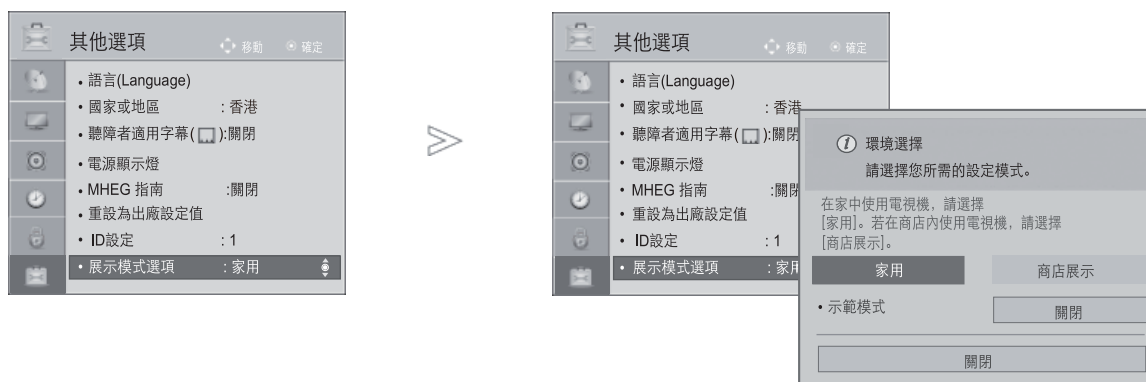 其他選項 移動 確定
• 語言(Language)
• 國家或地區 : 香港
• 聽障者適用字幕( ):關閉
• 電源顯示燈
• MHEG 指南 :關閉
• 重設為出廠設定值
• ID設定 : 1
• 展示模式選項 : 家用
其他選項 移動 確定
• 語言(Language)
• 國家或地區 : 香港
• 聽障者適用字幕( ):關閉
• 電源顯示燈
• MHEG 指南 :關閉
• 重設為出廠設定值
• ID設定 : 1
• 展示模式選項 : 家用
環境選擇
請選擇您所需的設定模式。
在家中使用電視機，請選擇
[家用]。若在商店內使用電視機，請選擇
[商店展示]。
家用 商店展示
• 示範模式 關閉
關閉